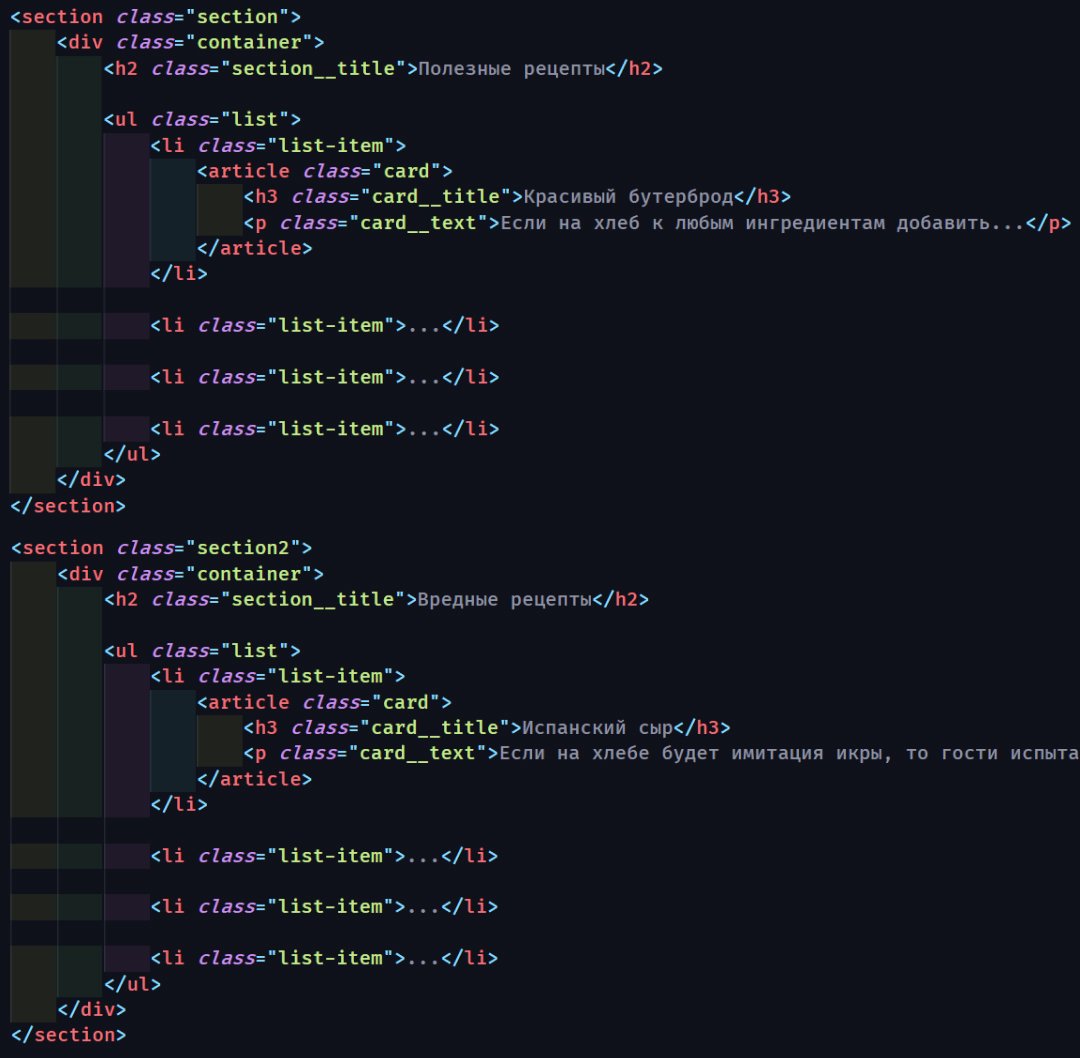 <section class="section">
<div class="container">
<h2 class="section__title">Полезные рецепты</h2>
<ul class="list">
<li class="list-item">
<article class="card">
<h3 class="card__title">Красивый бутерброд</h3>
<p class="card__text">Если на хлеб к любым ингредиентам добавить...</p>
</article>
</li>
<li class="list-item">...</li>
<li class="list-item">...</li>
<li class="list-item">...</li>
</ul>
</div>
</section>
<section class="section2">
<div class="container">
<h2 class="section__title">Вредные рецепты</h2>
<ul class="list">
<li class="list-item">
<article class="card">
<h3 class="card__title">Испанский сыр</h3>
<p class="card__text">Если на хлебе будет имитация икры, то гости испыта
</article>
</li>
<li class="list-item">...</li>
<li class="list-item">...</li>
<li class="list-item">...</li>
</ul>
</div>
</section>